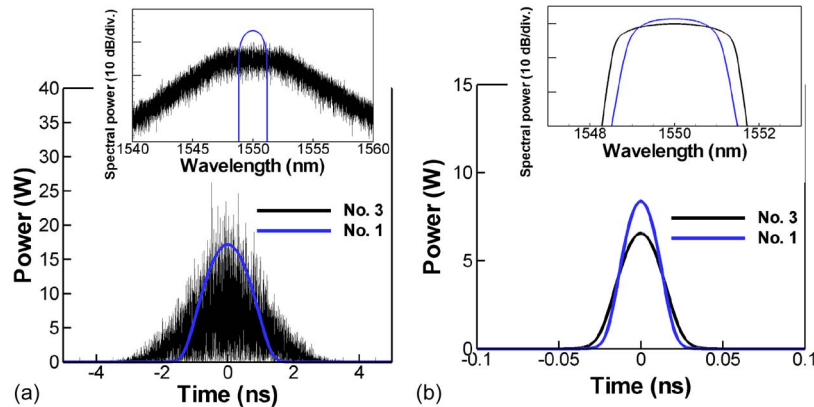 Spectral power (10 dB/div.)
1540 1545 1550 1555 1560
Wavelength (nm)
40
35
30
25
20
15
10
5
0
Power (W)
No. 3
No. 1
-4 -2 0 2 4
(a) Time (ns)
Spectral power (10 dB/div.)
1548 1550 1552
Wavelength (nm)
15
10
5
0
Power (W)
No. 3
No. 1
-0.1 -0.05 0 0.05 0.1
(b) Time (ns)